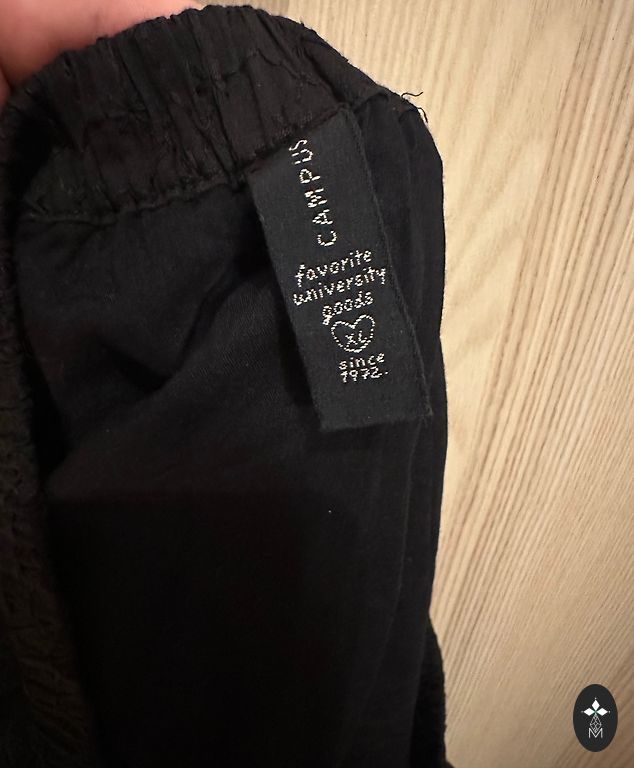 CAMPUS
favorite
university
goods
XL
since
1972.
M